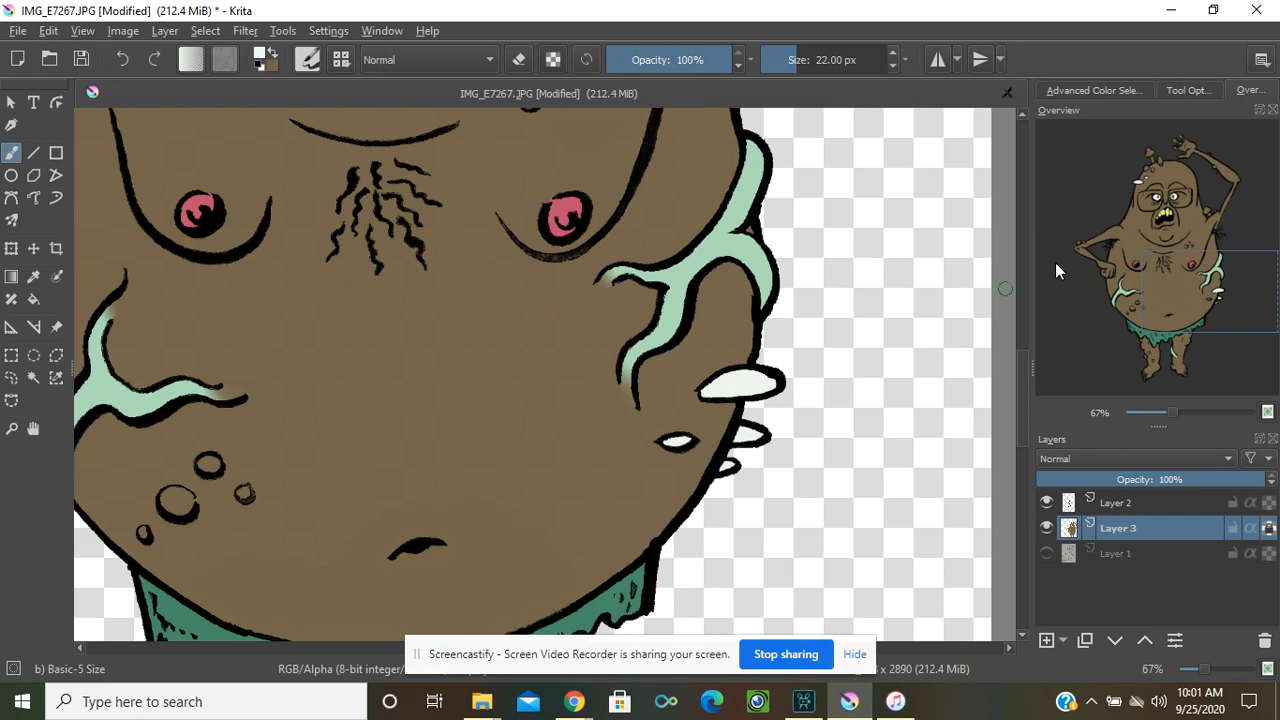 IMG_E7267.JPG [Modified] (212.4 MiB) * - Krita
File Edit View Image Layer Select Filter Tools Settings Window Help
Normal Opacity: 100% Size: 22.00 px
IMG_E7267.JPG [Modified] (212.4 MiB)
Advanced Color Sele... Tool Opt... Over...
Overview
67%
Layers
Normal
Opacity: 100%
Layer 2
Layer 3
Layer 1
Screencastify - Screen Video Recorder is sharing your screen. Stop sharing Hide
b) Basic-5 Size RGB/Alpha (8-bit integer/ 2890 (212.4 MiB) 67%
Type here to search
10:01 AM
9/25/2020